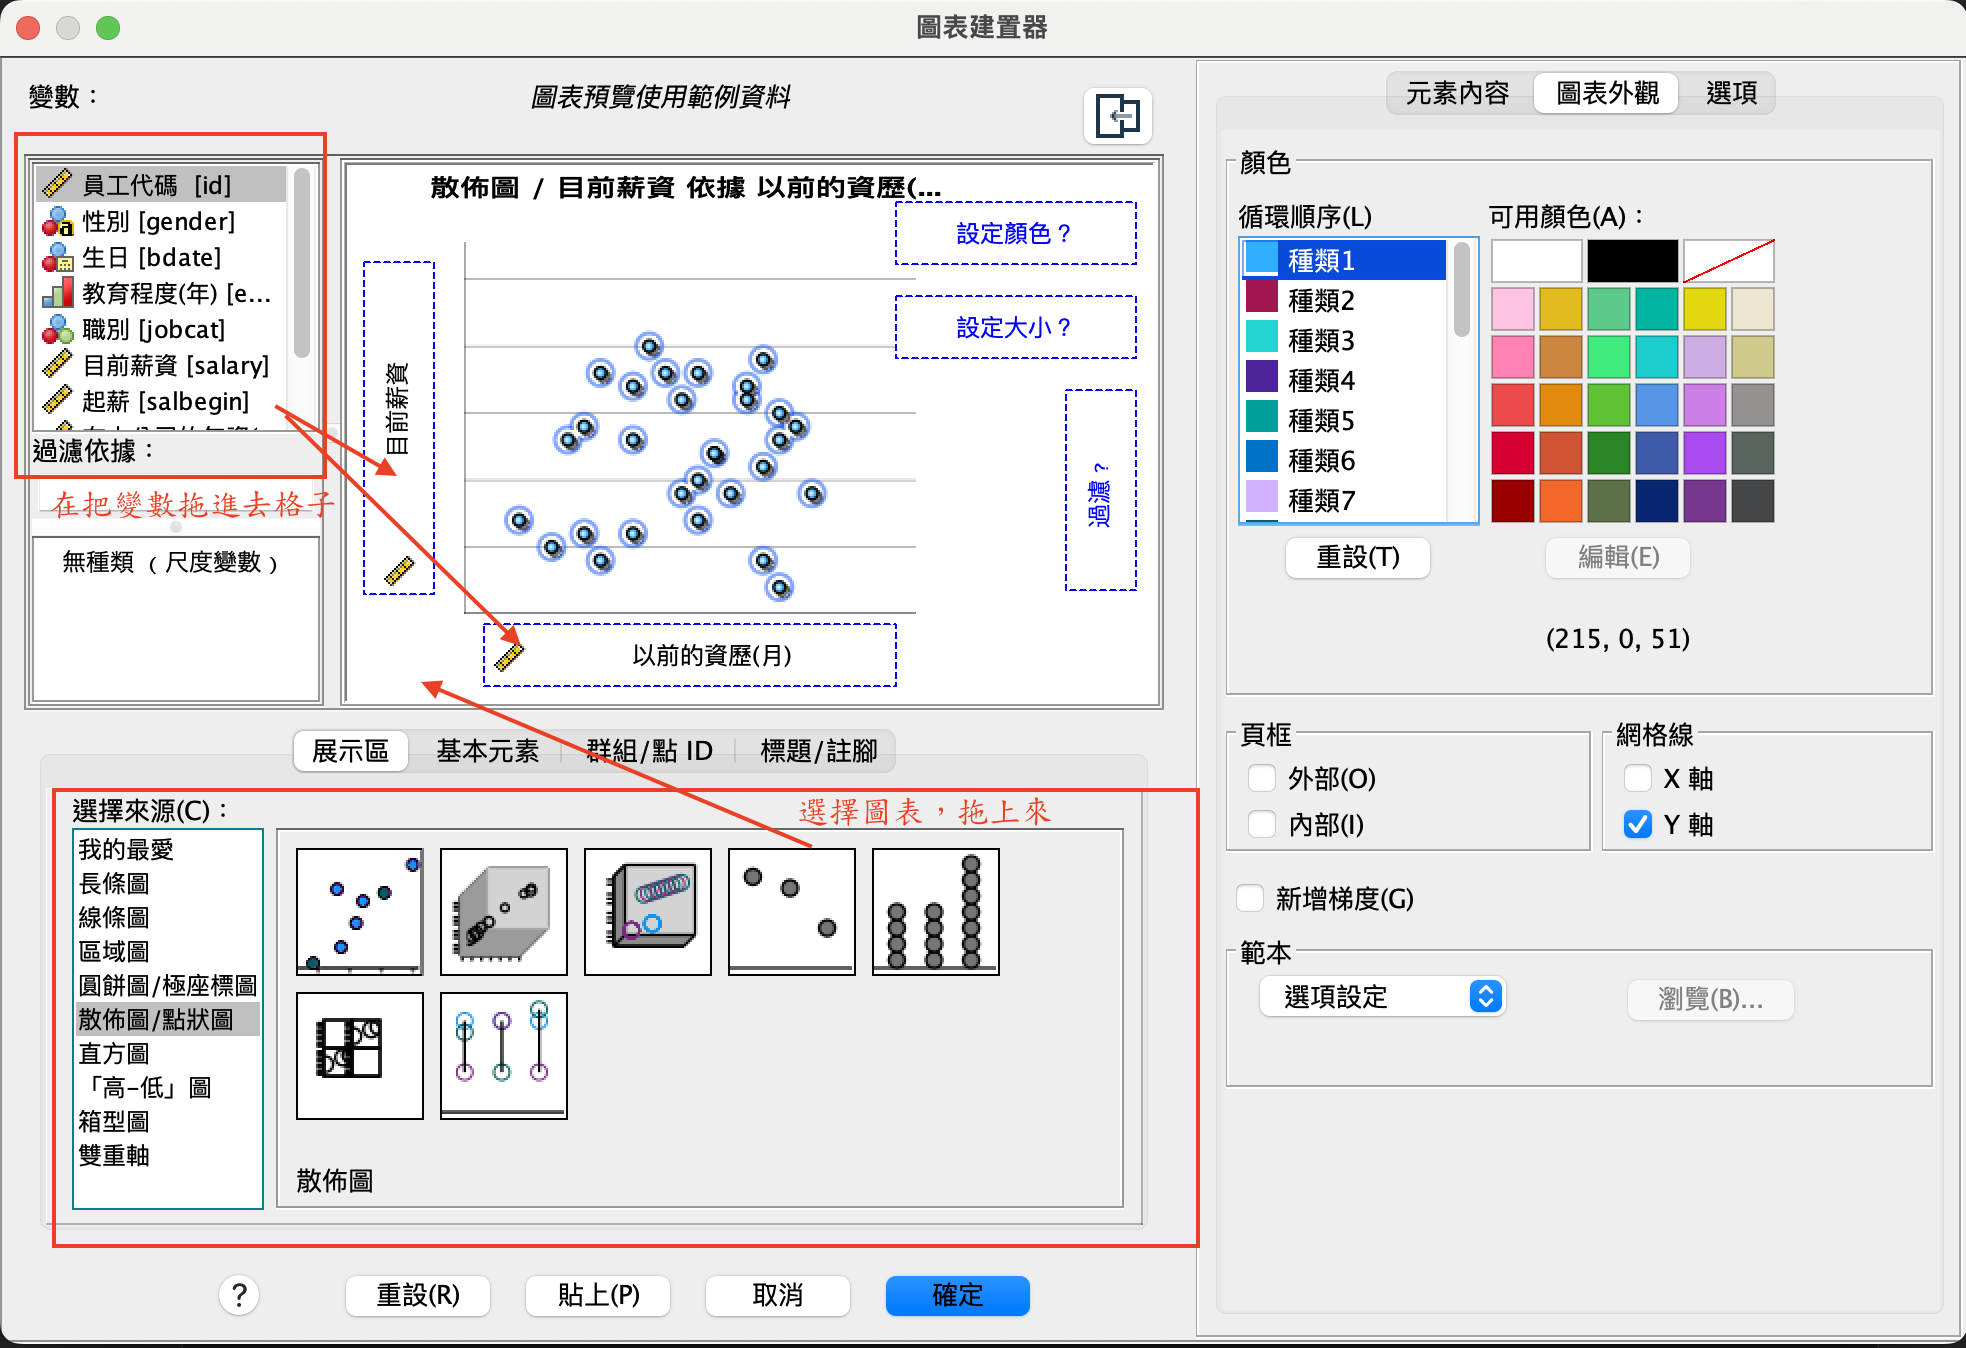 圖表建置器
變數：
圖表預覽使用範例資料
員工代碼 [id]
性別 [gender]
生日 [bdate]
教育程度(年) [e...
職別 [jobcat]
目前薪資 [salary]
起薪 [salbegin]
過濾依據：
在把變數拖進去格子
無種類 （尺度變數）
散佈圖 / 目前薪資 依據 以前的資歷(...
設定顏色？
設定大小？
過濾？
目前薪資
以前的資歷(月)
展示區
基本元素
群組/點 ID
標題/註腳
選擇來源(C)：
選擇圖表，拖上來
我的最愛
長條圖
線條圖
區域圖
圓餅圖/極座標圖
散佈圖/點狀圖
直方圖
「高-低」圖
箱型圖
雙重軸
散佈圖
?
重設(R)
貼上(P)
取消
確定
元素內容
圖表外觀
選項
顏色
循環順序(L)
可用顏色(A)：
種類1
種類2
種類3
種類4
種類5
種類6
種類7
重設(T)
編輯(E)
(215, 0, 51)
頁框
外部(O)
內部(I)
網格線
X 軸
Y 軸
新增梯度(G)
範本
選項設定
瀏覽(B)...